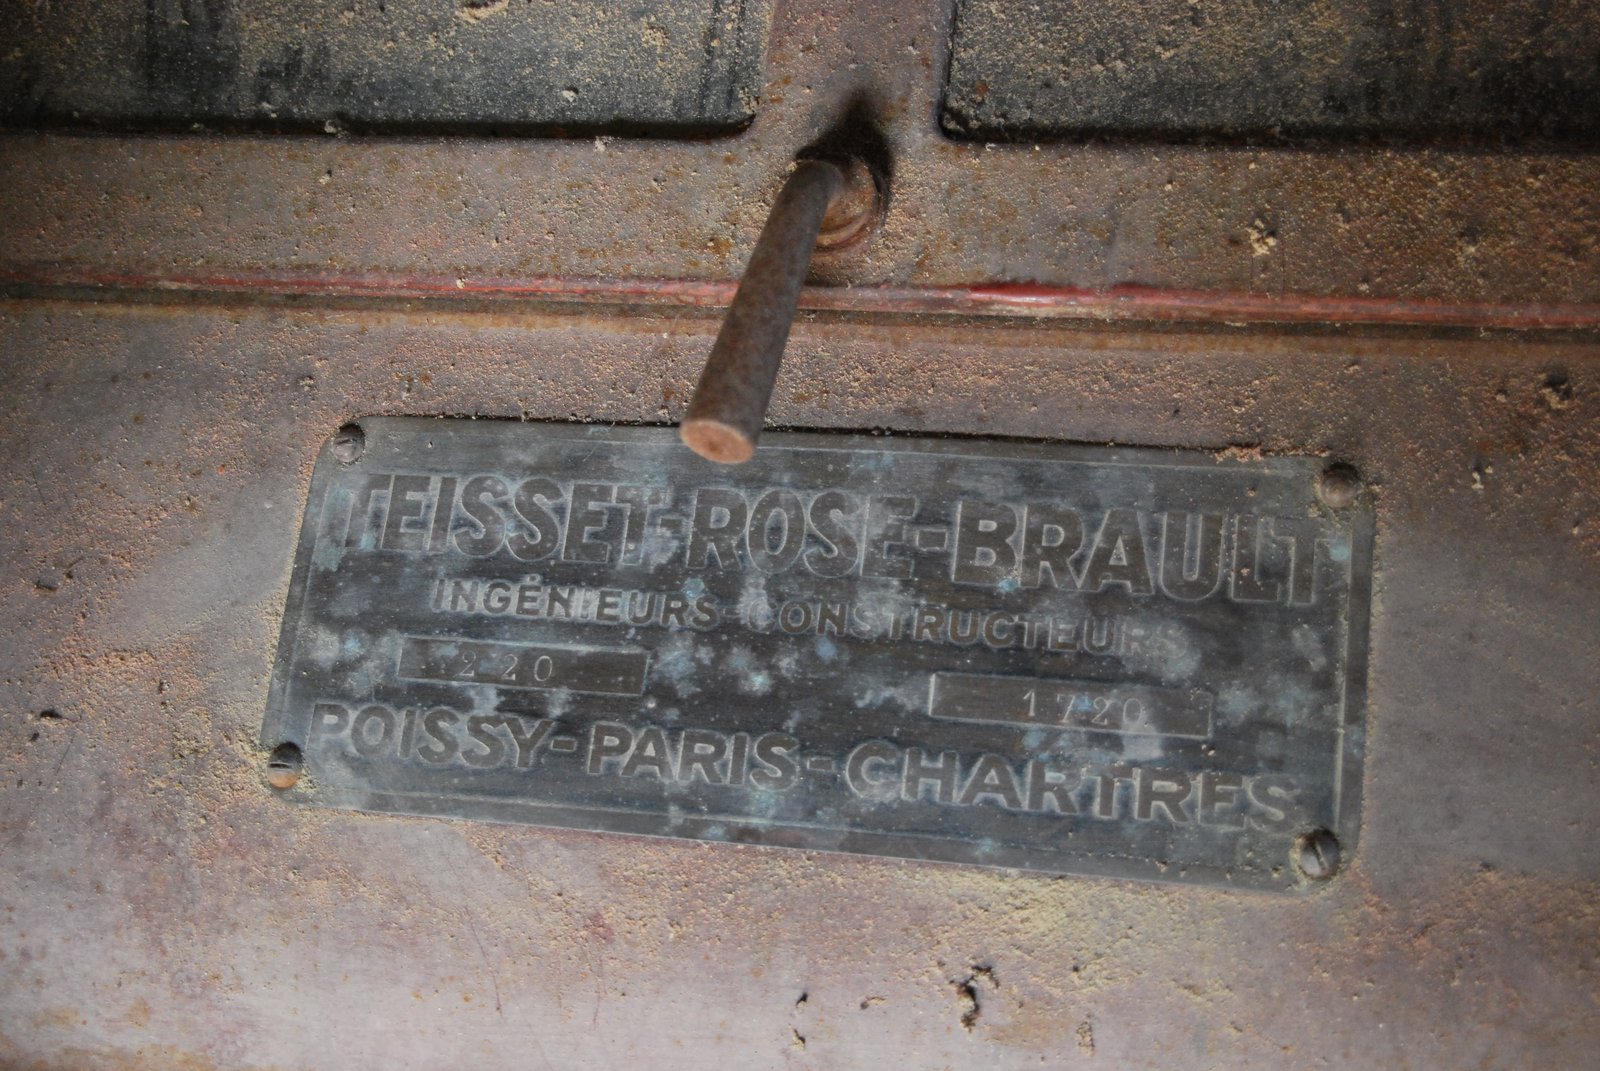 TEISSET-ROSE-BRAULT
INGÉNIEURS-CONSTRUCTEURS
220 1720
POISSY-PARIS-CHARTRES